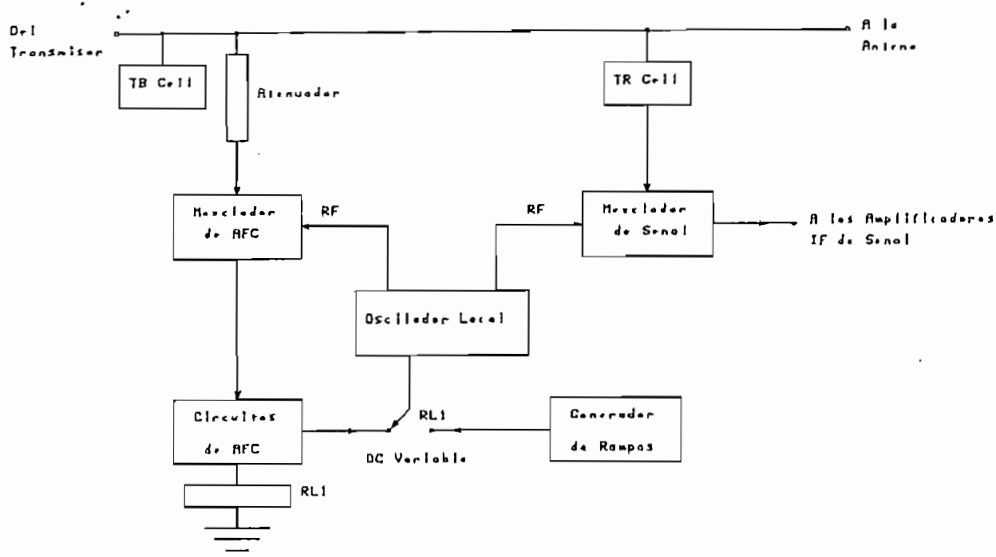 Del
Transmisor
A la
Antena
TB Cell
Atenuador
TR Cell
Mezclador
de AFC
RF
RF
Mezclador
de Senal
A los Amplificadores
IF de Senal
Oscilador Local
Circuitos
de AFC
RL1
Generador
de Rampas
DC Variable
RL1